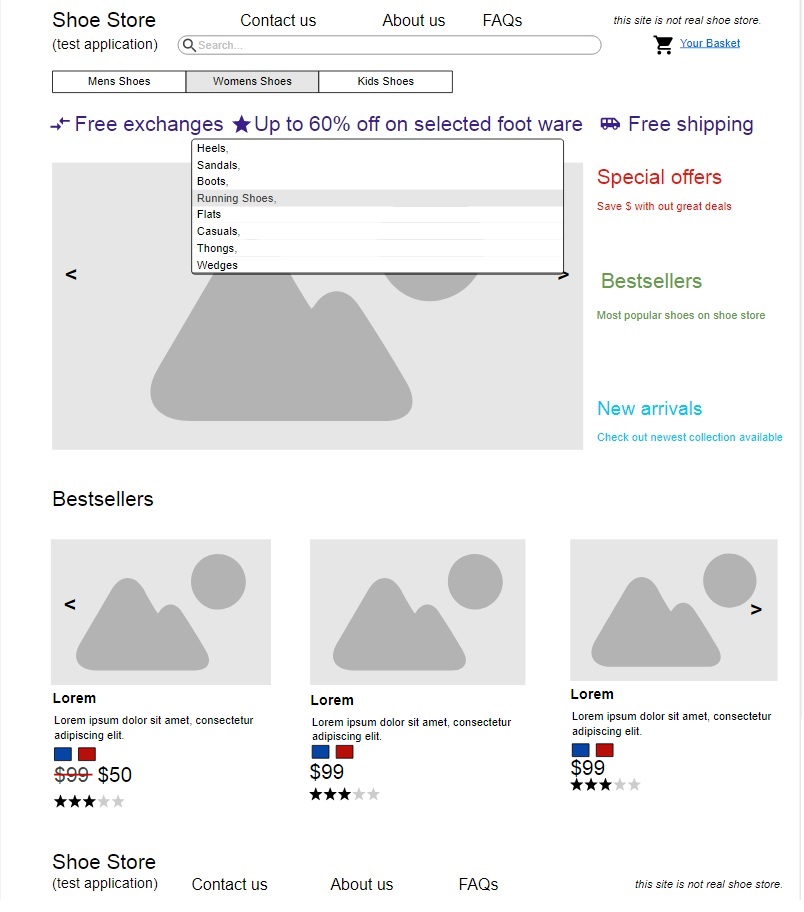 Shoe Store
Contact us
About us
FAQs
this site is not real shoe store.
(test application)
Search...
Your Basket
Mens Shoes
Womens Shoes
Kids Shoes
Free exchanges
Up to 60% off on selected foot ware
Free shipping
Heels,
Sandals,
Boots,
Running Shoes,
Flats
Casuals,
Thongs,
Wedges
<
>
Special offers
Save $ with out great deals
Bestsellers
Most popular shoes on shoe store
New arrivals
Check out newest collection available
Bestsellers
<
>
Lorem
Lorem ipsum dolor sit amet, consectetur
adipiscing elit.
$99 $50
Lorem
Lorem ipsum dolor sit amet, consectetur
adipiscing elit.
$99
Lorem
Lorem ipsum dolor sit amet, consectetur
adipiscing elit.
$99
Shoe Store
(test application)
Contact us
About us
FAQs
this site is not real shoe store.